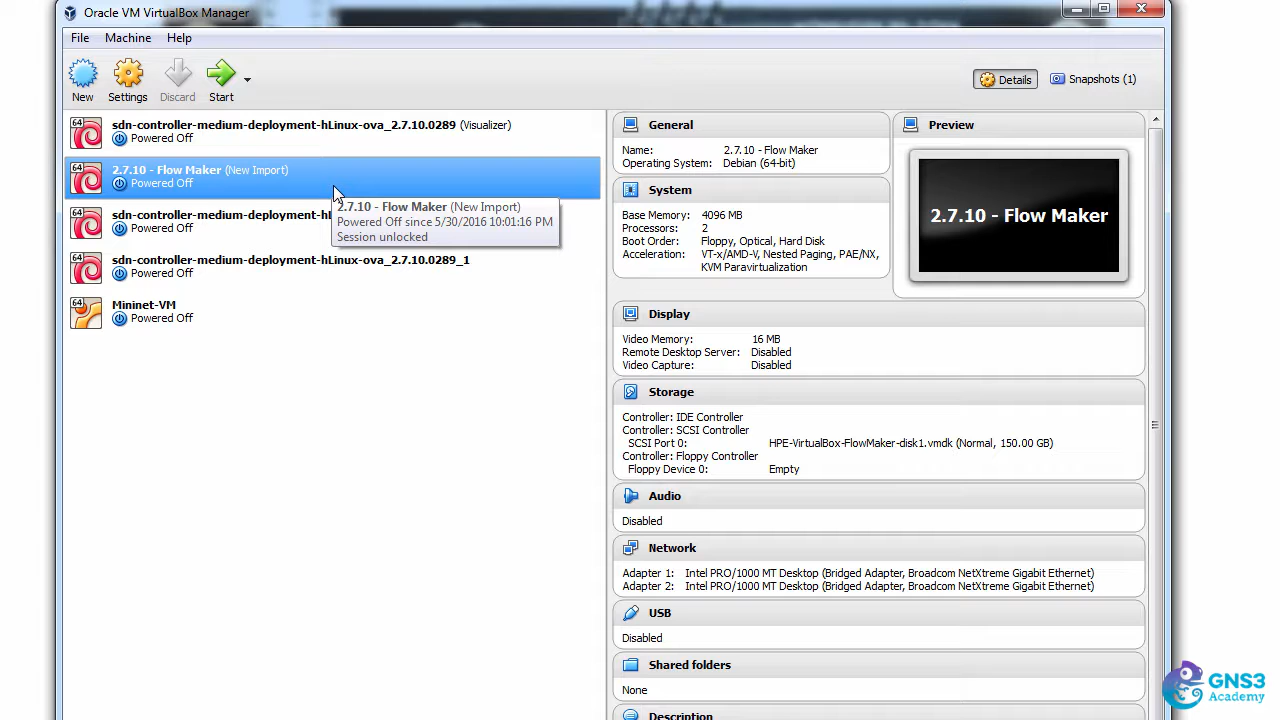 Oracle VM VirtualBox Manager
File Machine Help
New Settings Discard Start
Details Snapshots (1)
64 sdn-controller-medium-deployment-hLinux-ova_2.7.10.0289 (Visualizer)
Powered Off
64 2.7.10 - Flow Maker (New Import)
Powered Off
64 sdn-controller-medium-deployment-hL
Powered Off
2.7.10 - Flow Maker (New Import)
Powered Off since 5/30/2016 10:01:16 PM
Session unlocked
64 sdn-controller-medium-deployment-hLinux-ova_2.7.10.0289_1
Powered Off
64 Mininet-VM
Powered Off
General
Name: 2.7.10 - Flow Maker
Operating System: Debian (64-bit)
System
Base Memory: 4096 MB
Processors: 2
Boot Order: Floppy, Optical, Hard Disk
Acceleration: VT-x/AMD-V, Nested Paging, PAE/NX,
KVM Paravirtualization
Preview
2.7.10 - Flow Maker
Display
Video Memory: 16 MB
Remote Desktop Server: Disabled
Video Capture: Disabled
Storage
Controller: IDE Controller
Controller: SCSI Controller
SCSI Port 0: HPE-VirtualBox-FlowMaker-disk1.vmdk (Normal, 150.00 GB)
Controller: Floppy Controller
Floppy Device 0: Empty
Audio
Disabled
Network
Adapter 1: Intel PRO/1000 MT Desktop (Bridged Adapter, Broadcom NetXtreme Gigabit Ethernet)
Adapter 2: Intel PRO/1000 MT Desktop (Bridged Adapter, Broadcom NetXtreme Gigabit Ethernet)
USB
Disabled
Shared folders
None
Description
GNS3
Academy